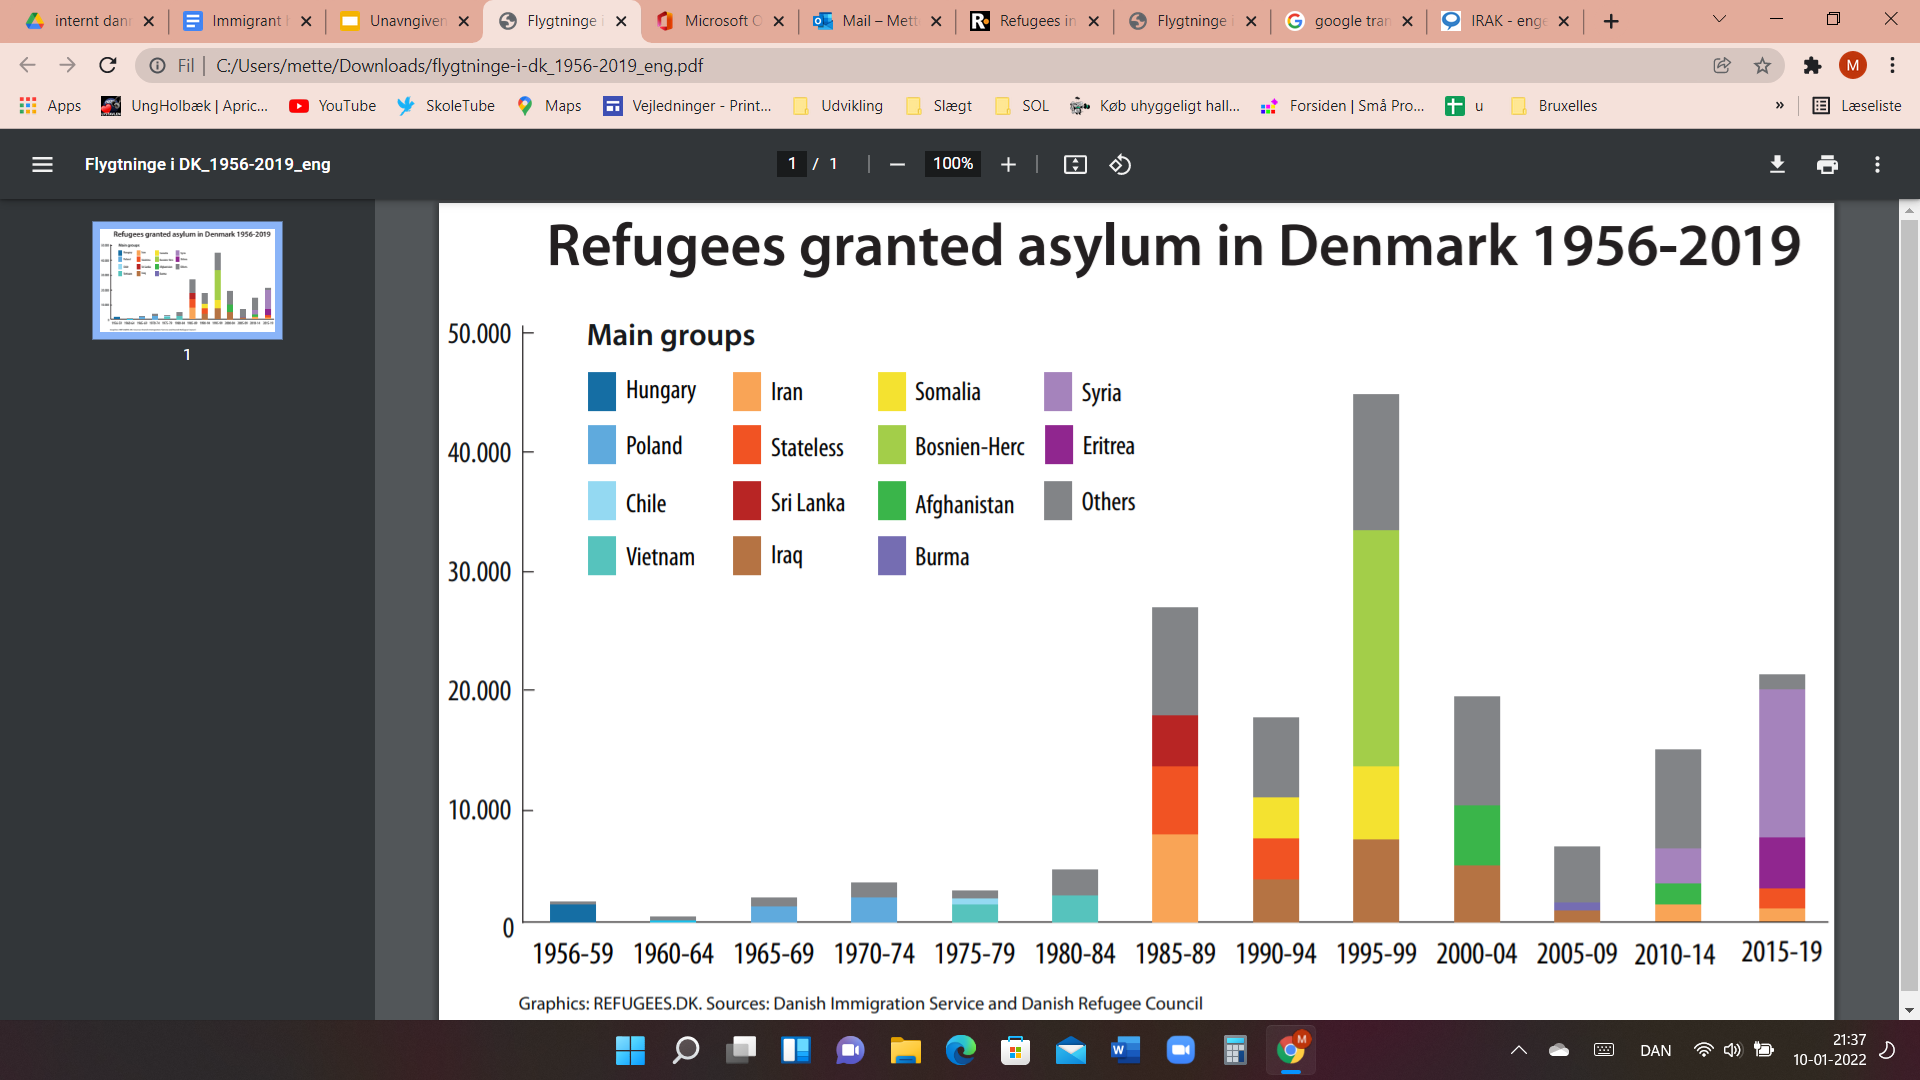 internt dan
Immigrant h
Unavngiven
Flygtninge i
Microsoft O
Mail – Mett
Refugees in
Flygtninge i
google tran
IRAK - enge
Fil
C:/Users/mette/Downloads/flygtninge-i-dk_1956-2019_eng.pdf
M
Apps
UngHolbæk | Apric...
YouTube
SkoleTube
Maps
Vejledninger - Print...
Udvikling
Slægt
SOL
Køb uhyggeligt hall...
Forsiden | Små Pro...
u
Bruxelles
»
Læseliste
Flygtninge i DK_1956-2019_eng
1 / 1
100%
1
Refugees granted asylum in Denmark 1956-2019
Main groups
Hungary
Iran
Somalia
Syria
Poland
Stateless
Bosnien-Herc
Eritrea
Chile
Sri Lanka
Afghanistan
Others
Vietnam
Iraq
Burma
50.000
40.000
30.000
20.000
10.000
0
1956-59 1960-64 1965-69 1970-74 1975-79 1980-84 1985-89 1990-94 1995-99 2000-04 2005-09 2010-14 2015-19
Graphics: REFUGEES.DK. Sources: Danish Immigration Service and Danish Refugee Council
DAN
21:37
10-01-2022